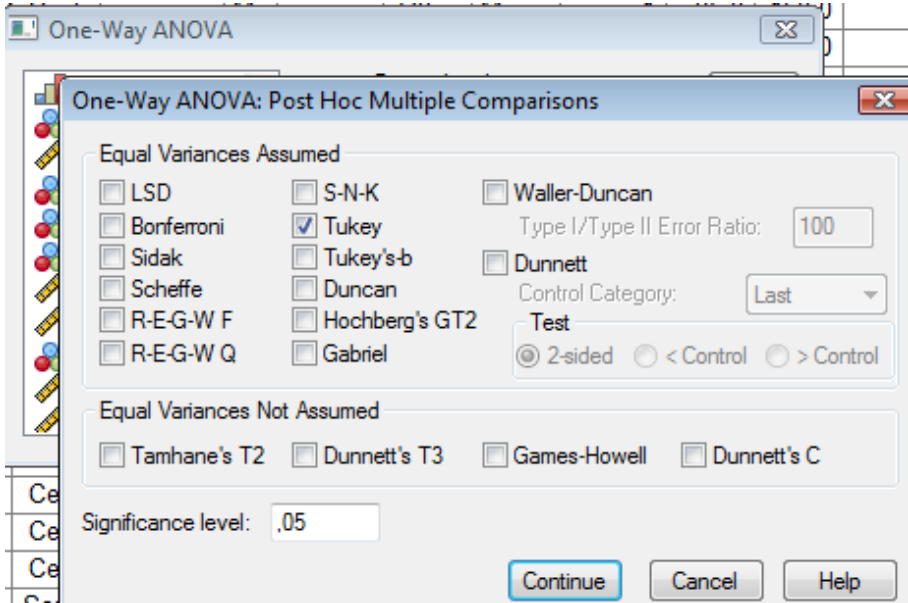 One-Way ANOVA
One-Way ANOVA: Post Hoc Multiple Comparisons
Equal Variances Assumed
LSD S-N-K Waller-Duncan
Bonferroni Tukey Type I/Type II Error Ratio: 100
Sidak Tukey's-b Dunnett
Scheffe Duncan Control Category: Last
R-E-G-W F Hochberg's GT2 Test
R-E-G-W Q Gabriel 2-sided < Control > Control
Equal Variances Not Assumed
Tamhane's T2 Dunnett's T3 Games-Howell Dunnett's C
Ce
Significance level: ,05
Ce
Ce
Continue Cancel Help